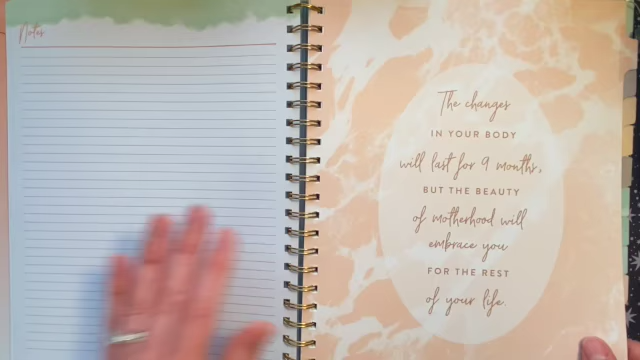 Notes
The changes
IN YOUR BODY
will last for 9 months,
BUT THE BEAUTY
of motherhood will
embrace you
FOR THE REST
of your life.